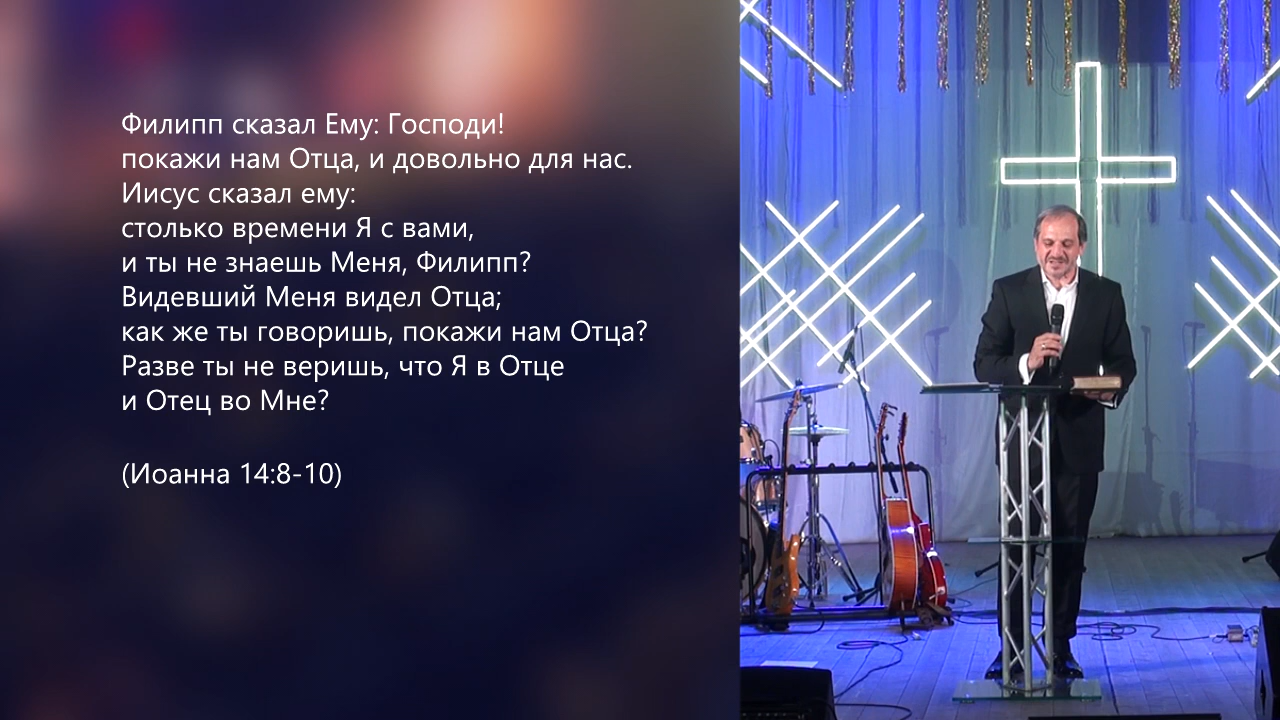 Филипп сказал Ему: Господи!
покажи нам Отца, и довольно для нас.
Иисус сказал ему:
столько времени Я с вами,
и ты не знаешь Меня, Филипп?
Видевший Меня видел Отца;
как же ты говоришь, покажи нам Отца?
Разве ты не веришь, что Я в Отце
и Отец во Мне?
(Иоанна 14:8-10)